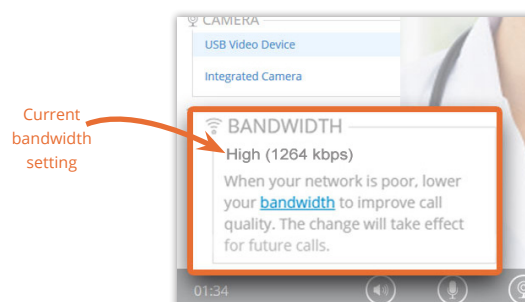 CAMERA
USB Video Device
Integrated Camera
Current
bandwidth
setting
BANDWIDTH
High (1264 kbps)
When your network is poor, lower
your bandwidth to improve call
quality. The change will take effect
for future calls.
01:34